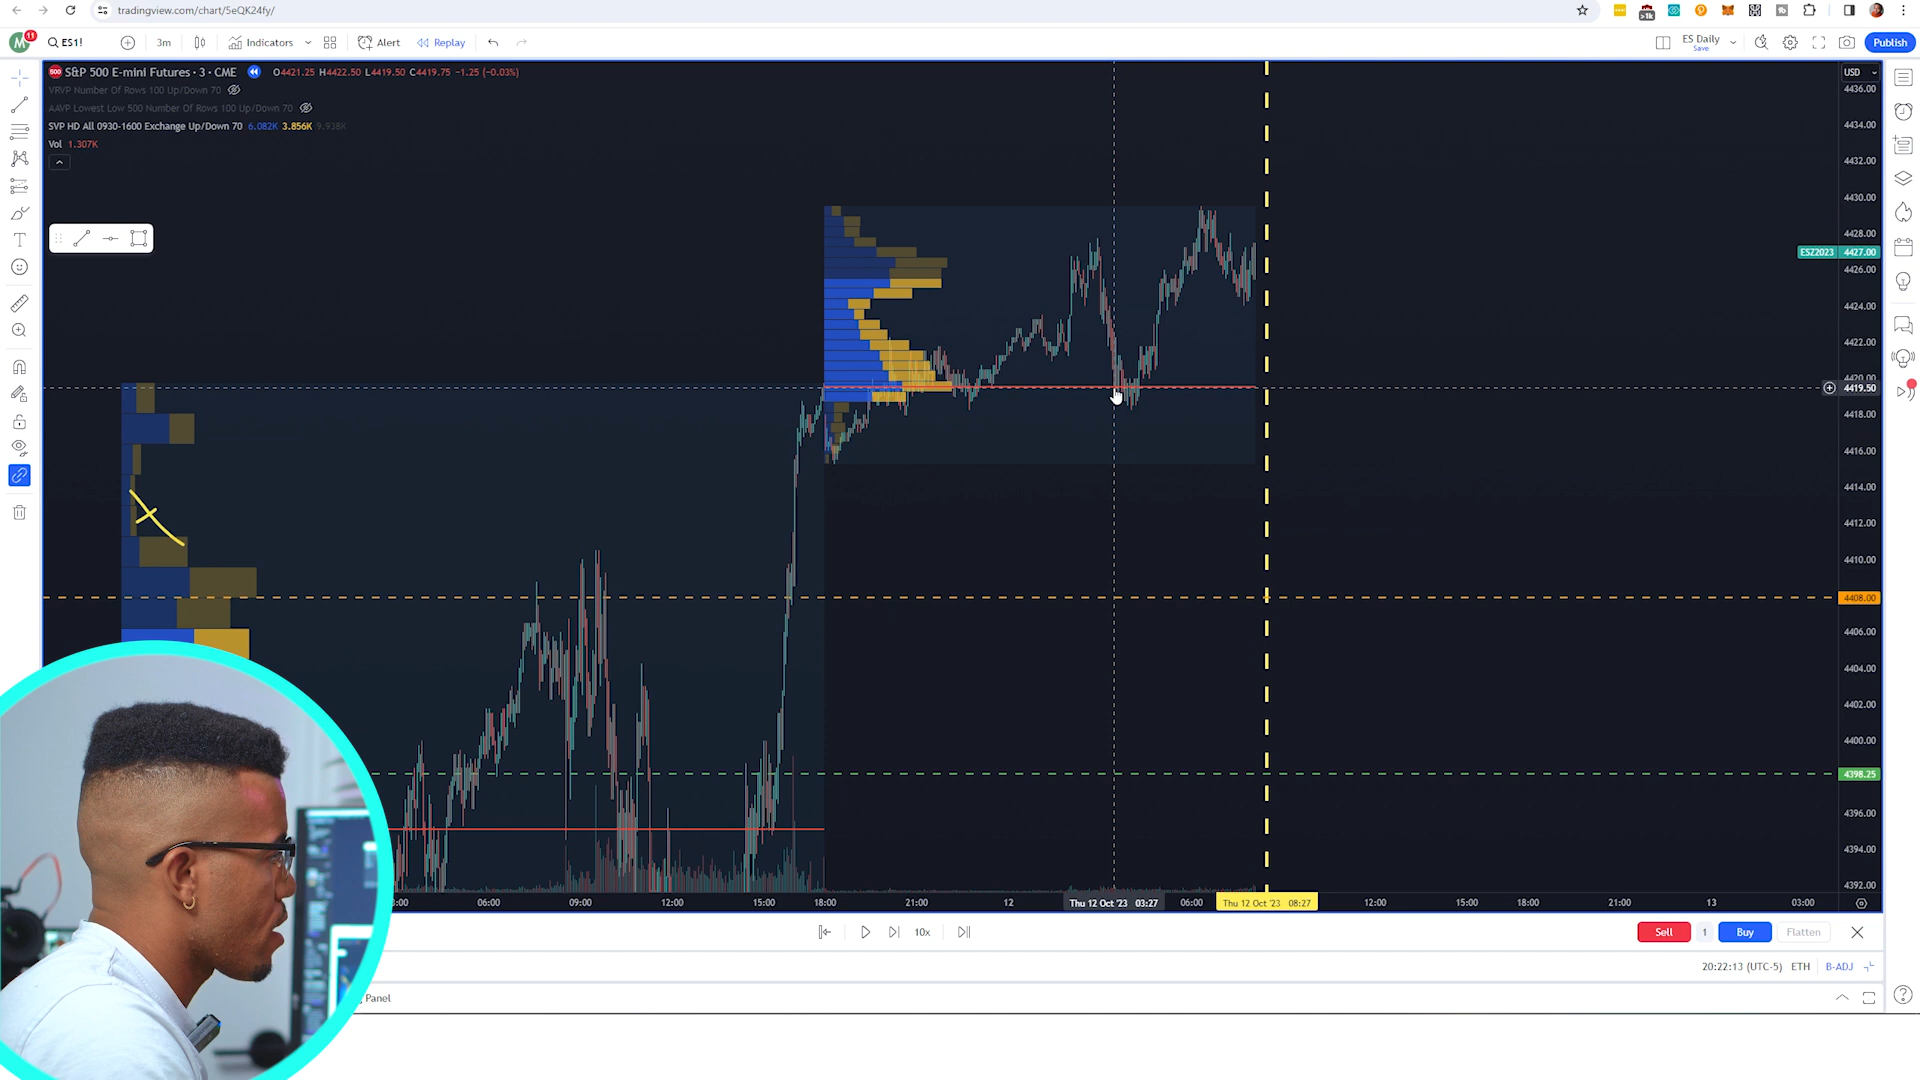 tradingview.com/chart/5eQK24fy/
>1k
M 11
ES1!
3m
Indicators
Alert
Replay
ES Daily
Save
Publish
500 S&P 500 E-mini Futures · 3 · CME O4421.25 H4422.50 L4419.50 C4419.75 −1.25 (−0.03%)
VRVP Number Of Rows 100 Up/Down 70
AAVP Lowest Low 500 Number Of Rows 100 Up/Down 70
SVP HD All 0930-1600 Exchange Up/Down 70 6.082K 3.856K 9.938K
Vol 1.307K
USD
4436.00
4434.00
4432.00
4430.00
4428.00
ESZ2023 4427.00
4426.00
4424.00
4422.00
4420.00
4419.50
4418.00
4416.00
4414.00
4412.00
4410.00
4408.00
4406.00
4404.00
4402.00
4400.00
4398.25
4396.00
4394.00
4392.00
06:00 09:00 12:00 15:00 18:00 21:00 12 Thu 12 Oct '23 03:27 06:00 Thu 12 Oct '23 08:27 12:00 15:00 18:00 21:00 13 03:00
10x
Sell 1 Buy Flatten
20:22:13 (UTC-5) ETH B-ADJ
Panel